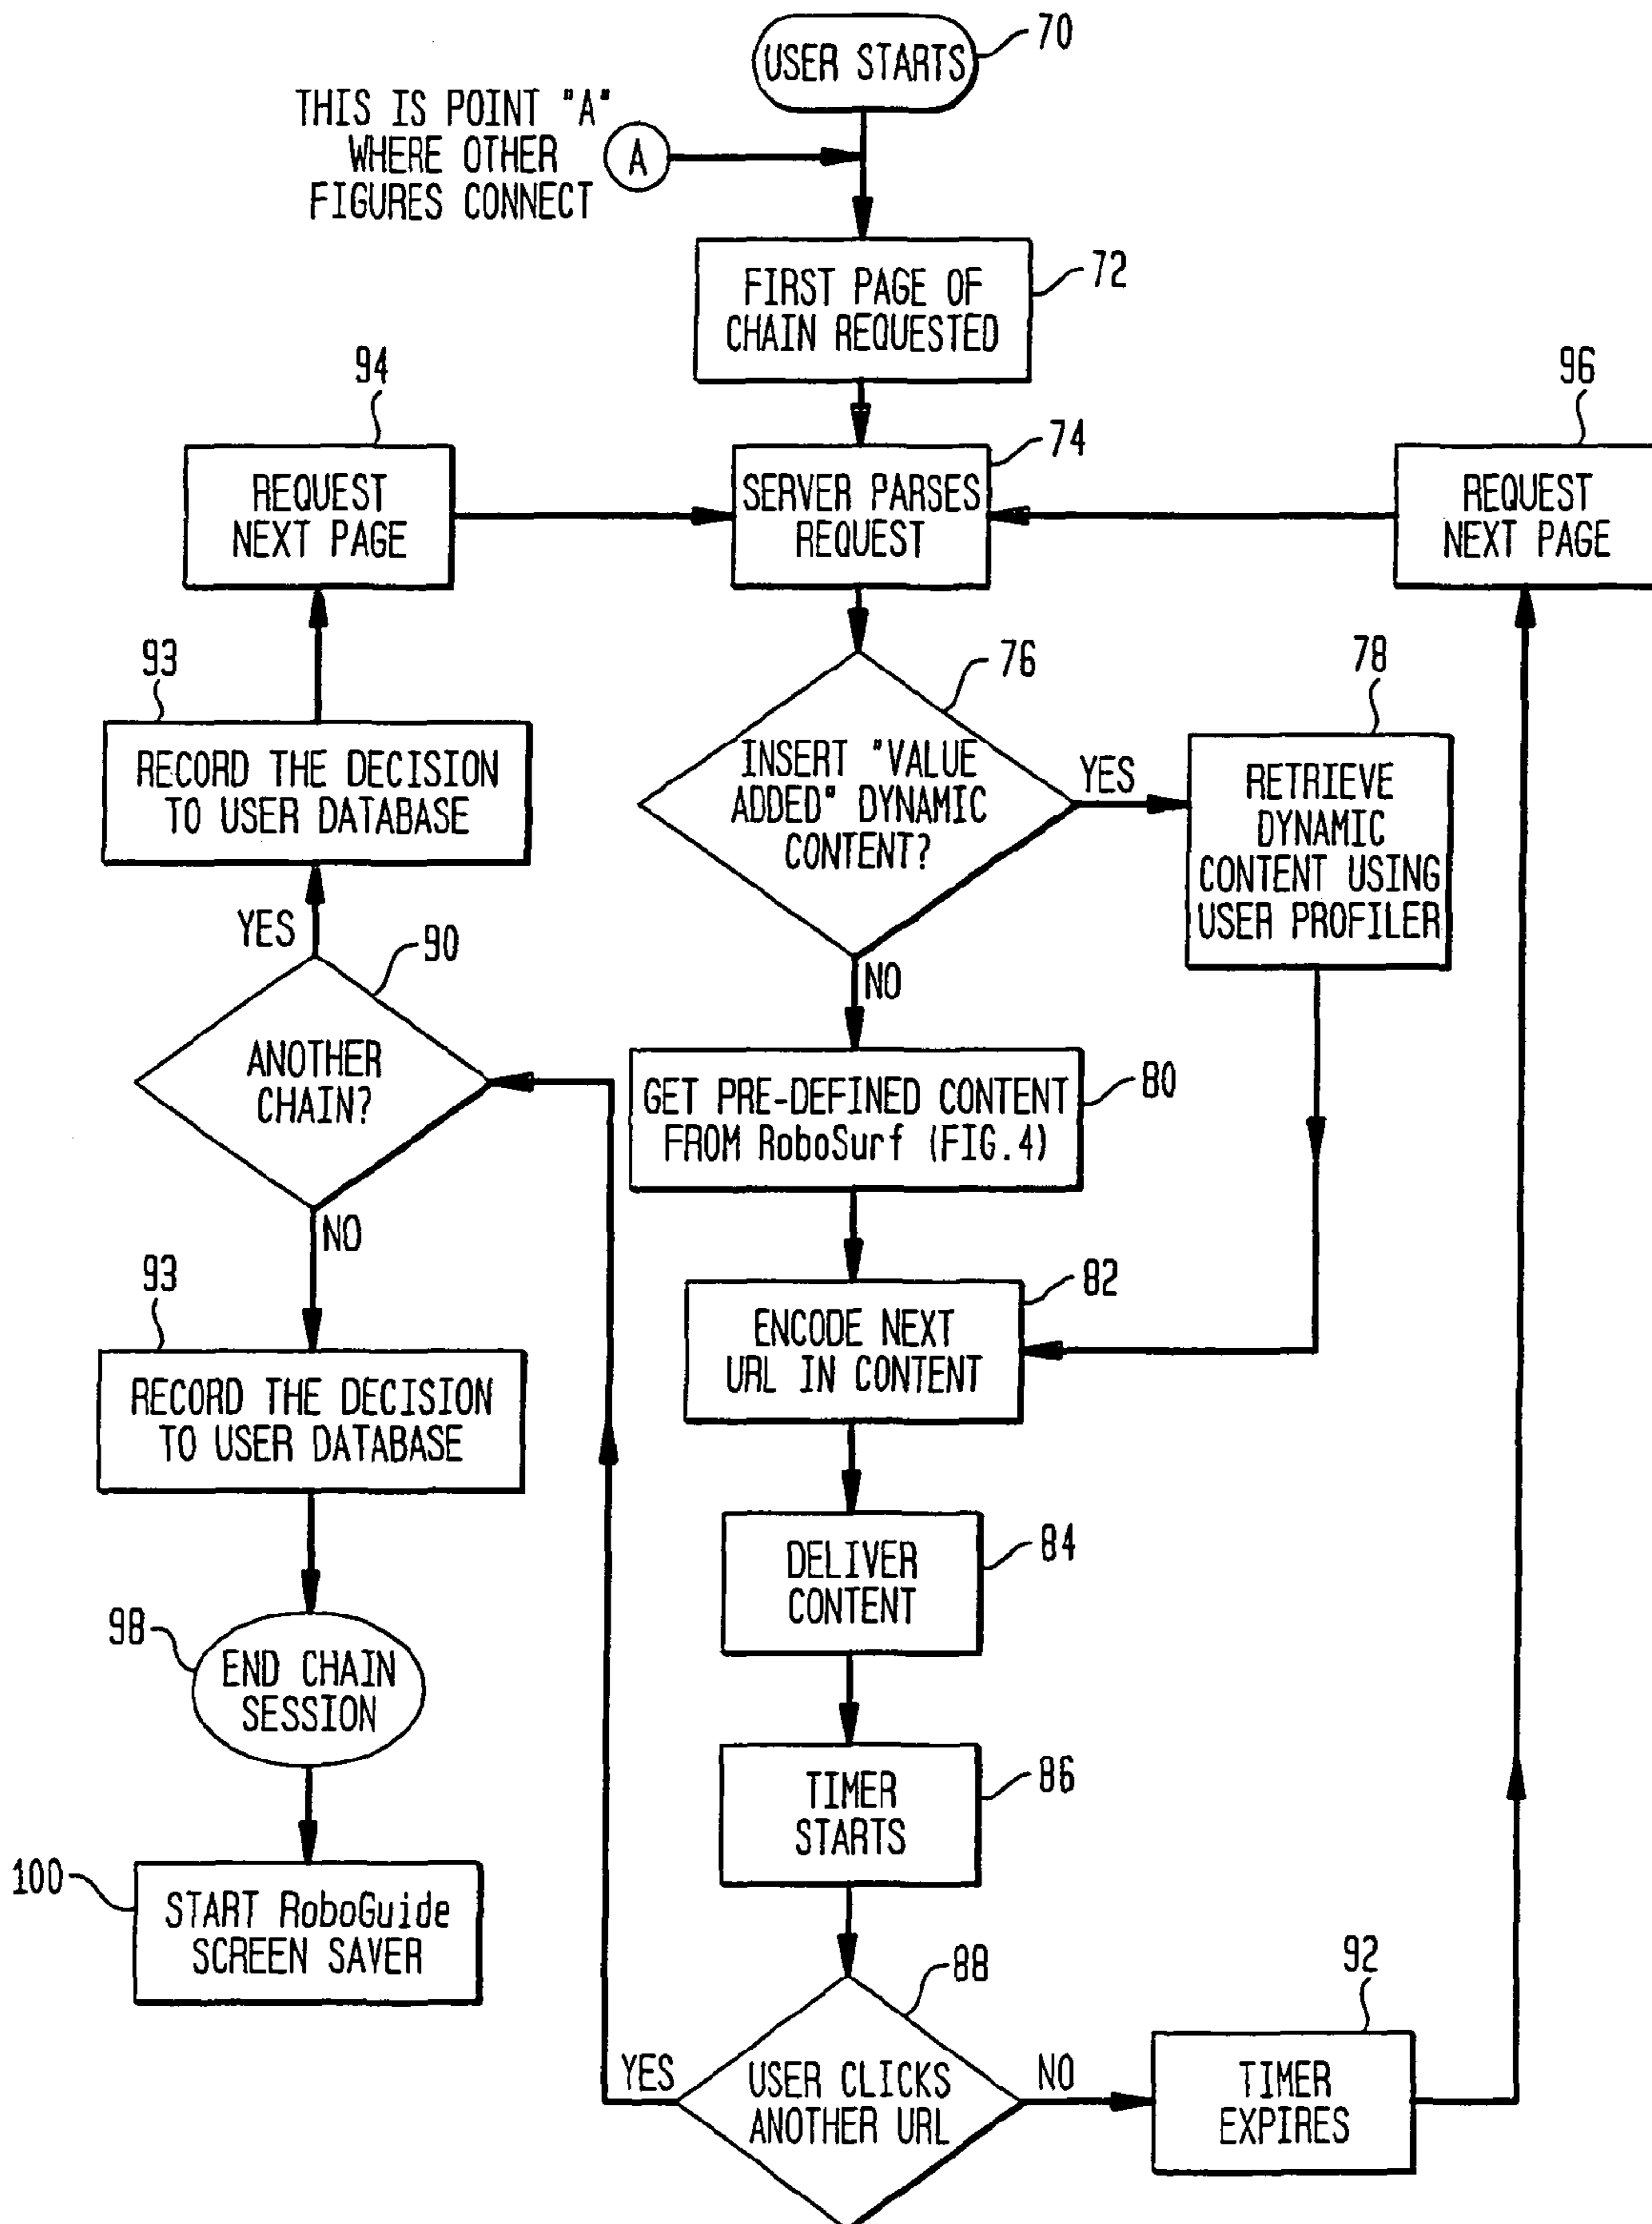 USER STARTS
70
THIS IS POINT "A"
WHERE OTHER
FIGURES CONNECT
A
FIRST PAGE OF
CHAIN REQUESTED
72
94
REQUEST
NEXT PAGE
SERVER PARSES
REQUEST
74
96
REQUEST
NEXT PAGE
93
RECORD THE DECISION
TO USER DATABASE
76
INSERT "VALUE
ADDED" DYNAMIC
CONTENT?
YES
NO
78
RETRIEVE
DYNAMIC
CONTENT USING
USER PROFILER
YES
90
ANOTHER
CHAIN?
NO
GET PRE-DEFINED CONTENT
FROM RoboSurf (FIG.4)
80
93
RECORD THE DECISION
TO USER DATABASE
ENCODE NEXT
URL IN CONTENT
82
DELIVER
CONTENT
84
98
END CHAIN
SESSION
TIMER
STARTS
86
100
START RoboGuide
SCREEN SAVER
88
YES
USER CLICKS
ANOTHER URL
NO
92
TIMER
EXPIRES